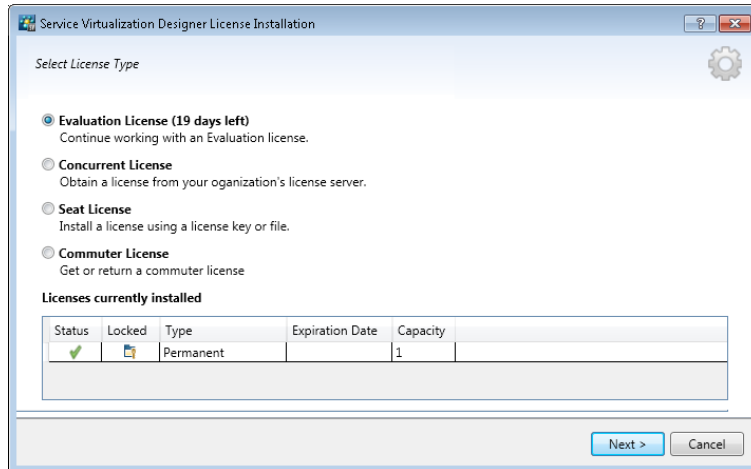 Service Virtualization Designer License Installation
?
Select License Type
Evaluation License (19 days left)
Continue working with an Evaluation license.
Concurrent License
Obtain a license from your oganization's license server.
Seat License
Install a license using a license key or file.
Commuter License
Get or return a commuter license
Licenses currently installed
Status Locked Type Expiration Date Capacity
Permanent 1
Next > Cancel